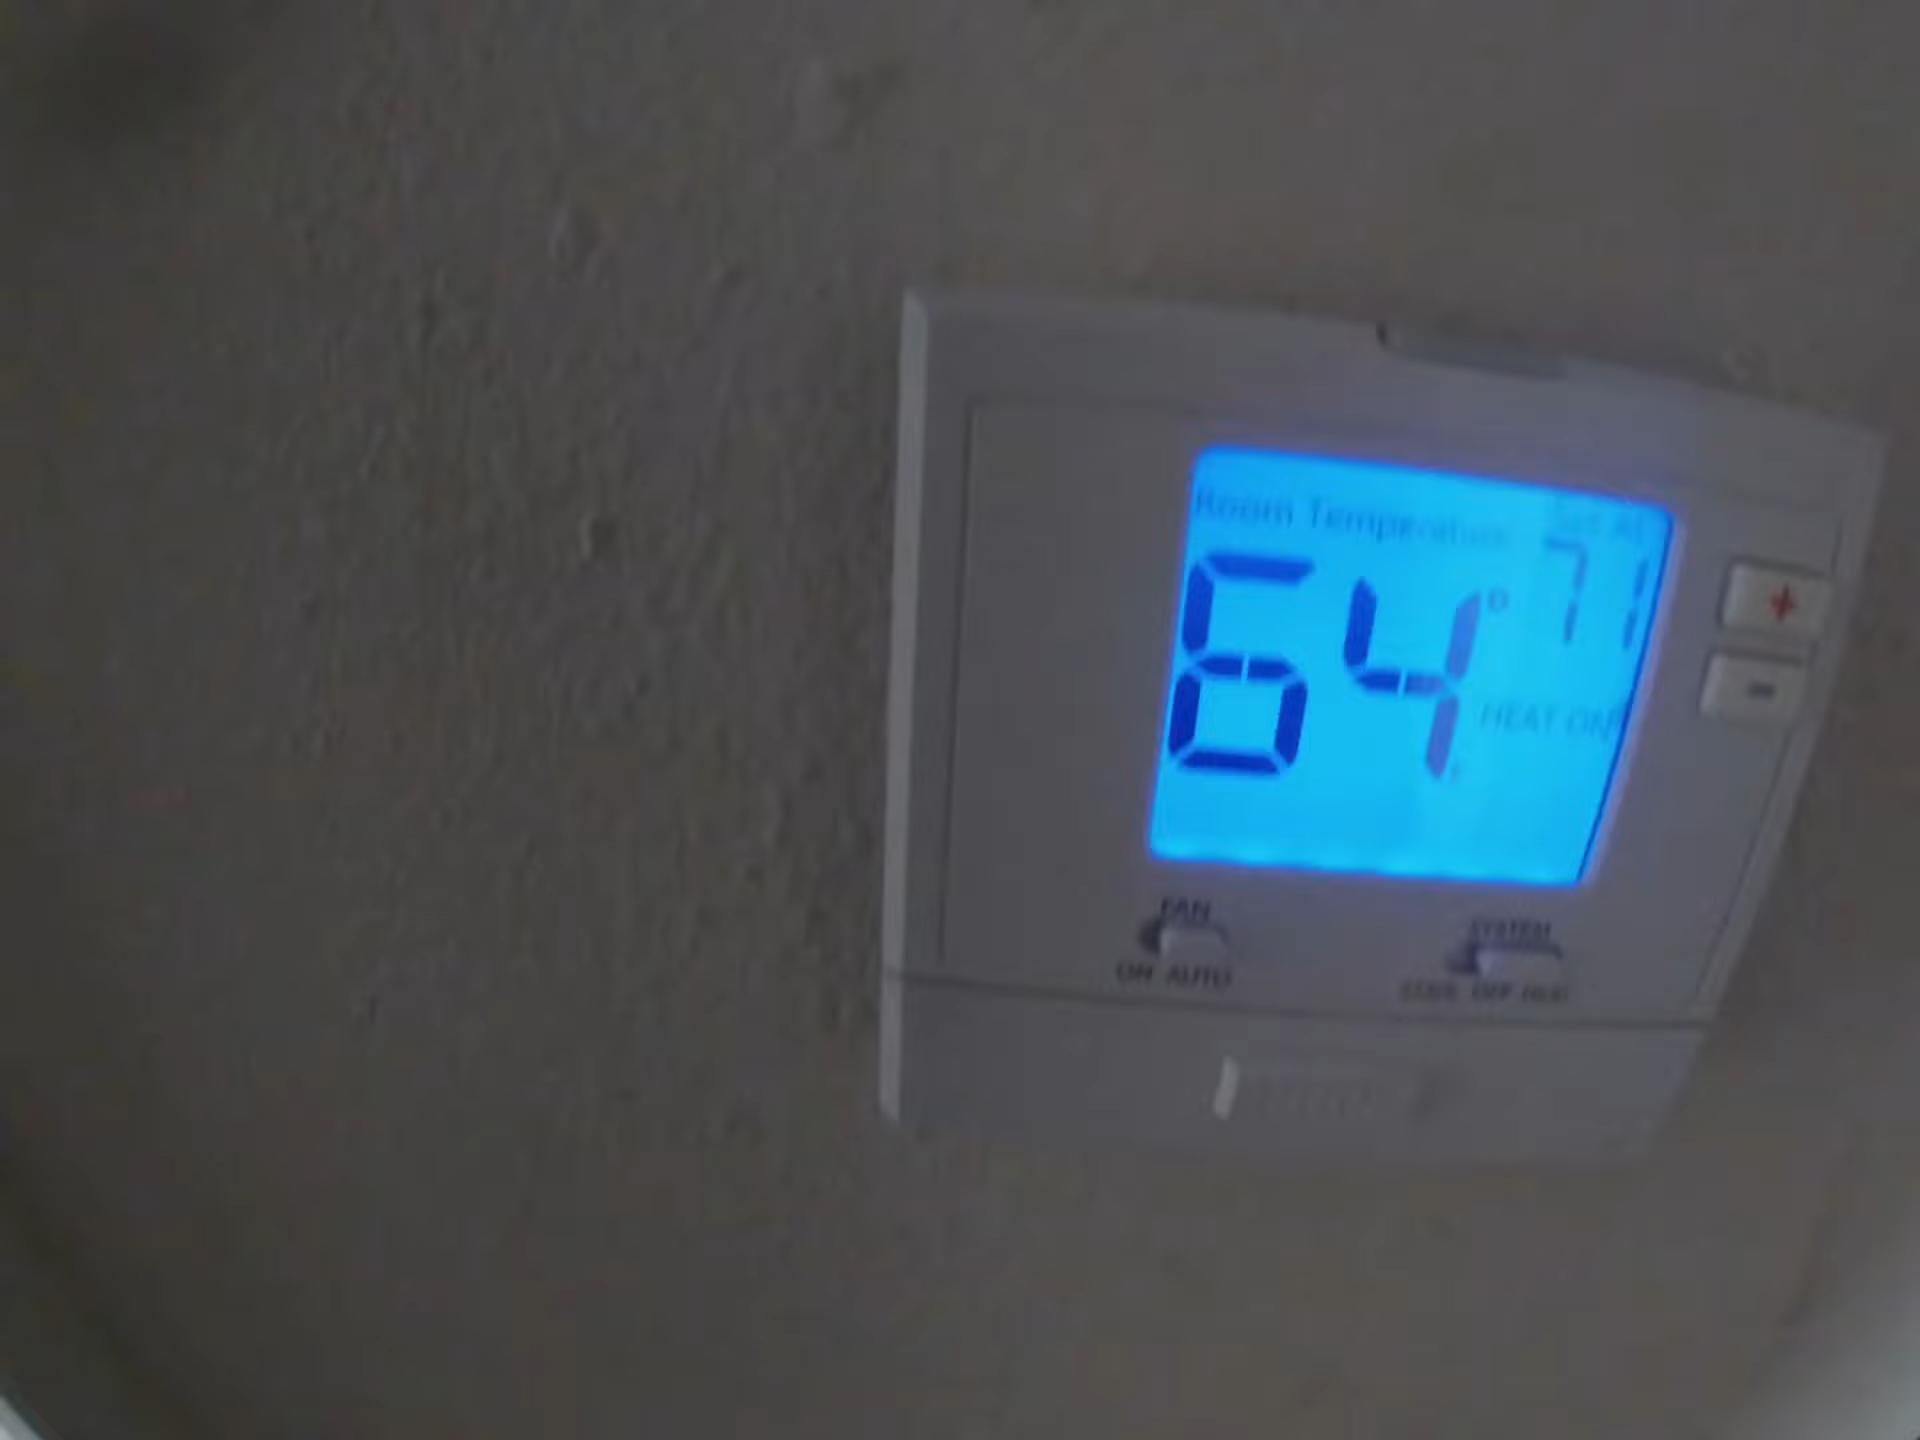 Room Temperature Set At
64° 71
HEAT ON
+
-
FAN
ON AUTO
SYSTEM
COOL OFF HEAT